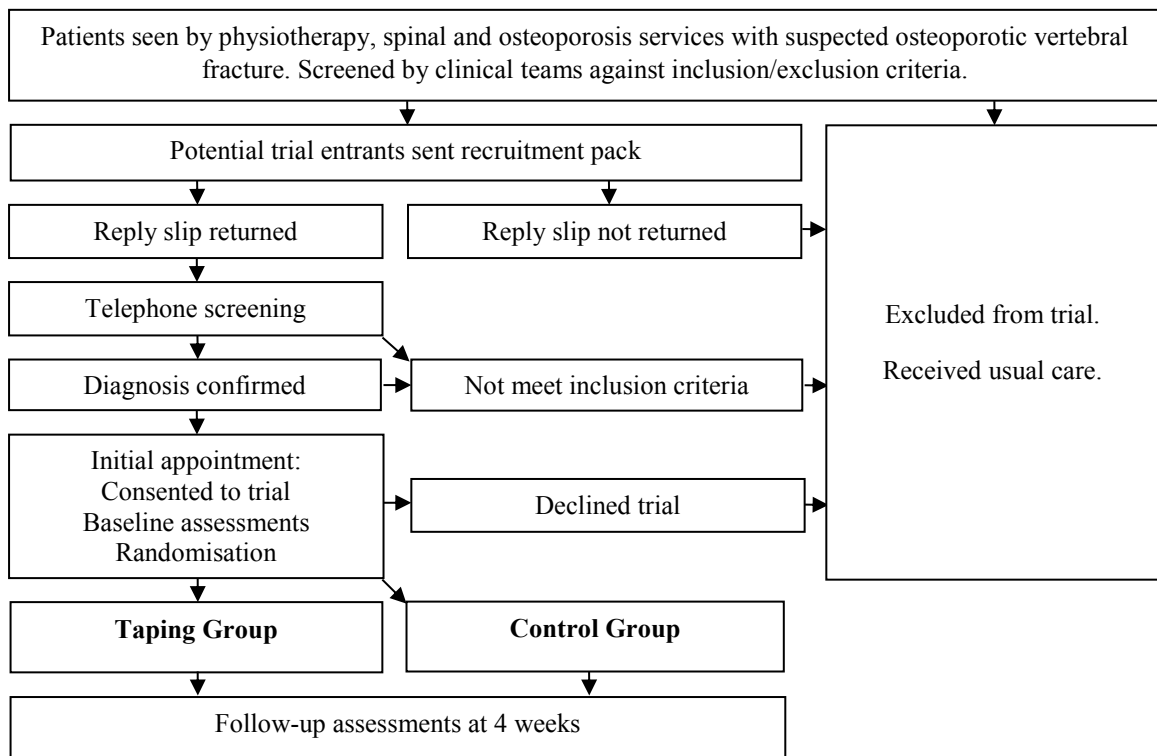 Patients seen by physiotherapy, spinal and osteoporosis services with suspected osteoporotic vertebral
fracture. Screened by clinical teams against inclusion/exclusion criteria.
Potential trial entrants sent recruitment pack
Reply slip returned
Reply slip not returned
Telephone screening
Excluded from trial.
Received usual care.
Diagnosis confirmed
Not meet inclusion criteria
Initial appointment:
Consented to trial
Baseline assessments
Randomisation
Declined trial
Taping Group
Control Group
Follow-up assessments at 4 weeks